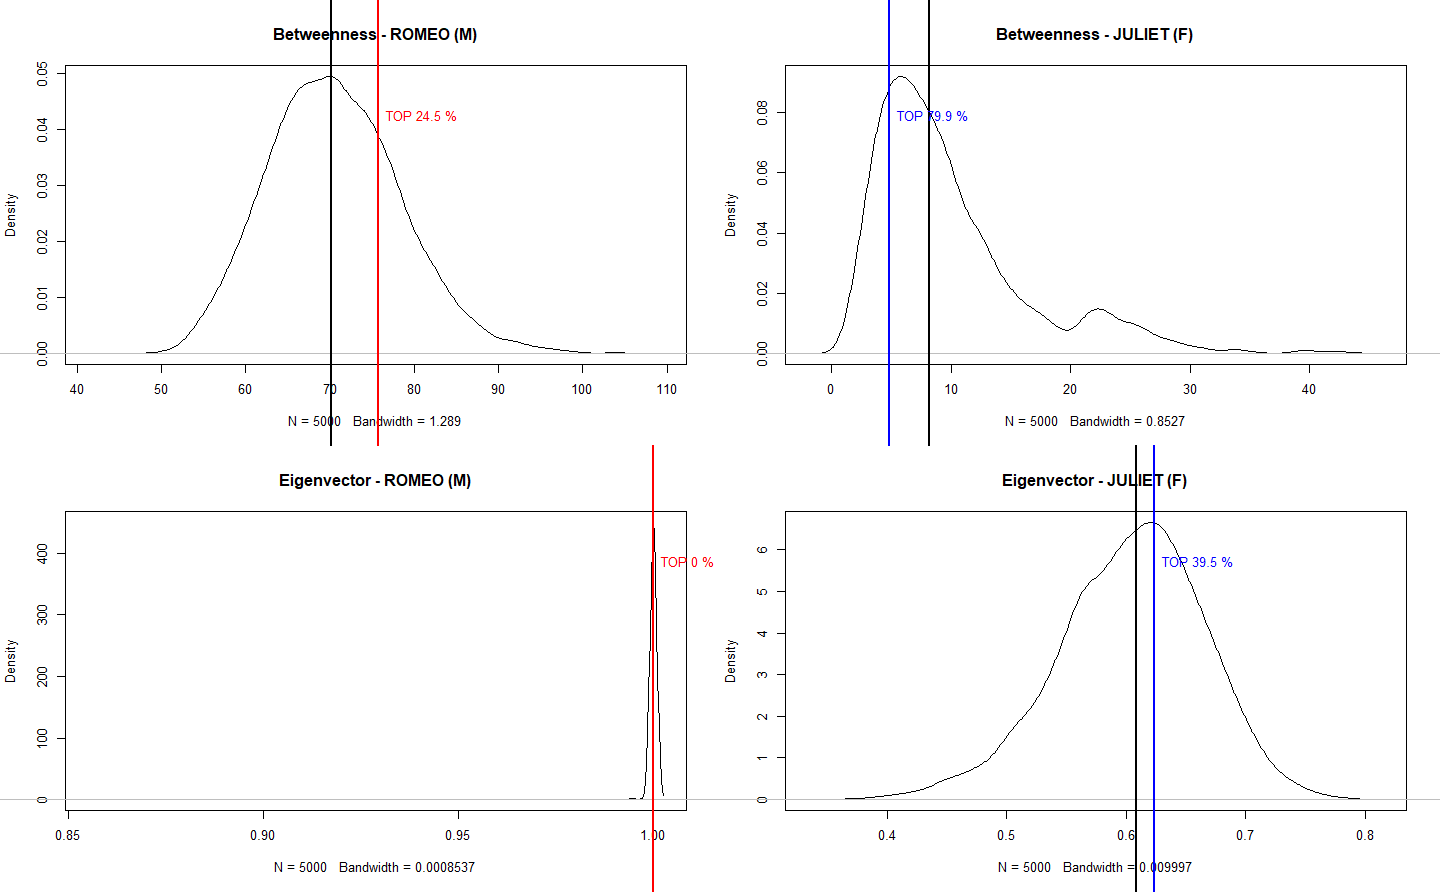 Betweenness - ROMEO (M)
Density
0.00 0.01 0.02 0.03 0.04 0.05
TOP 24.5 %
40 50 60 70 80 90 100 110
N = 5000 Bandwidth = 1.289
Betweenness - JULIET (F)
Density
0.00 0.02 0.04 0.06 0.08
TOP 79.9 %
0 10 20 30 40
N = 5000 Bandwidth = 0.8527
Eigenvector - ROMEO (M)
Density
0 100 200 300 400
TOP 0 %
0.85 0.90 0.95 1.00
N = 5000 Bandwidth = 0.0008537
Eigenvector - JULIET (F)
Density
0 1 2 3 4 5 6
TOP 39.5 %
0.4 0.5 0.6 0.7 0.8
N = 5000 Bandwidth = 0.009997